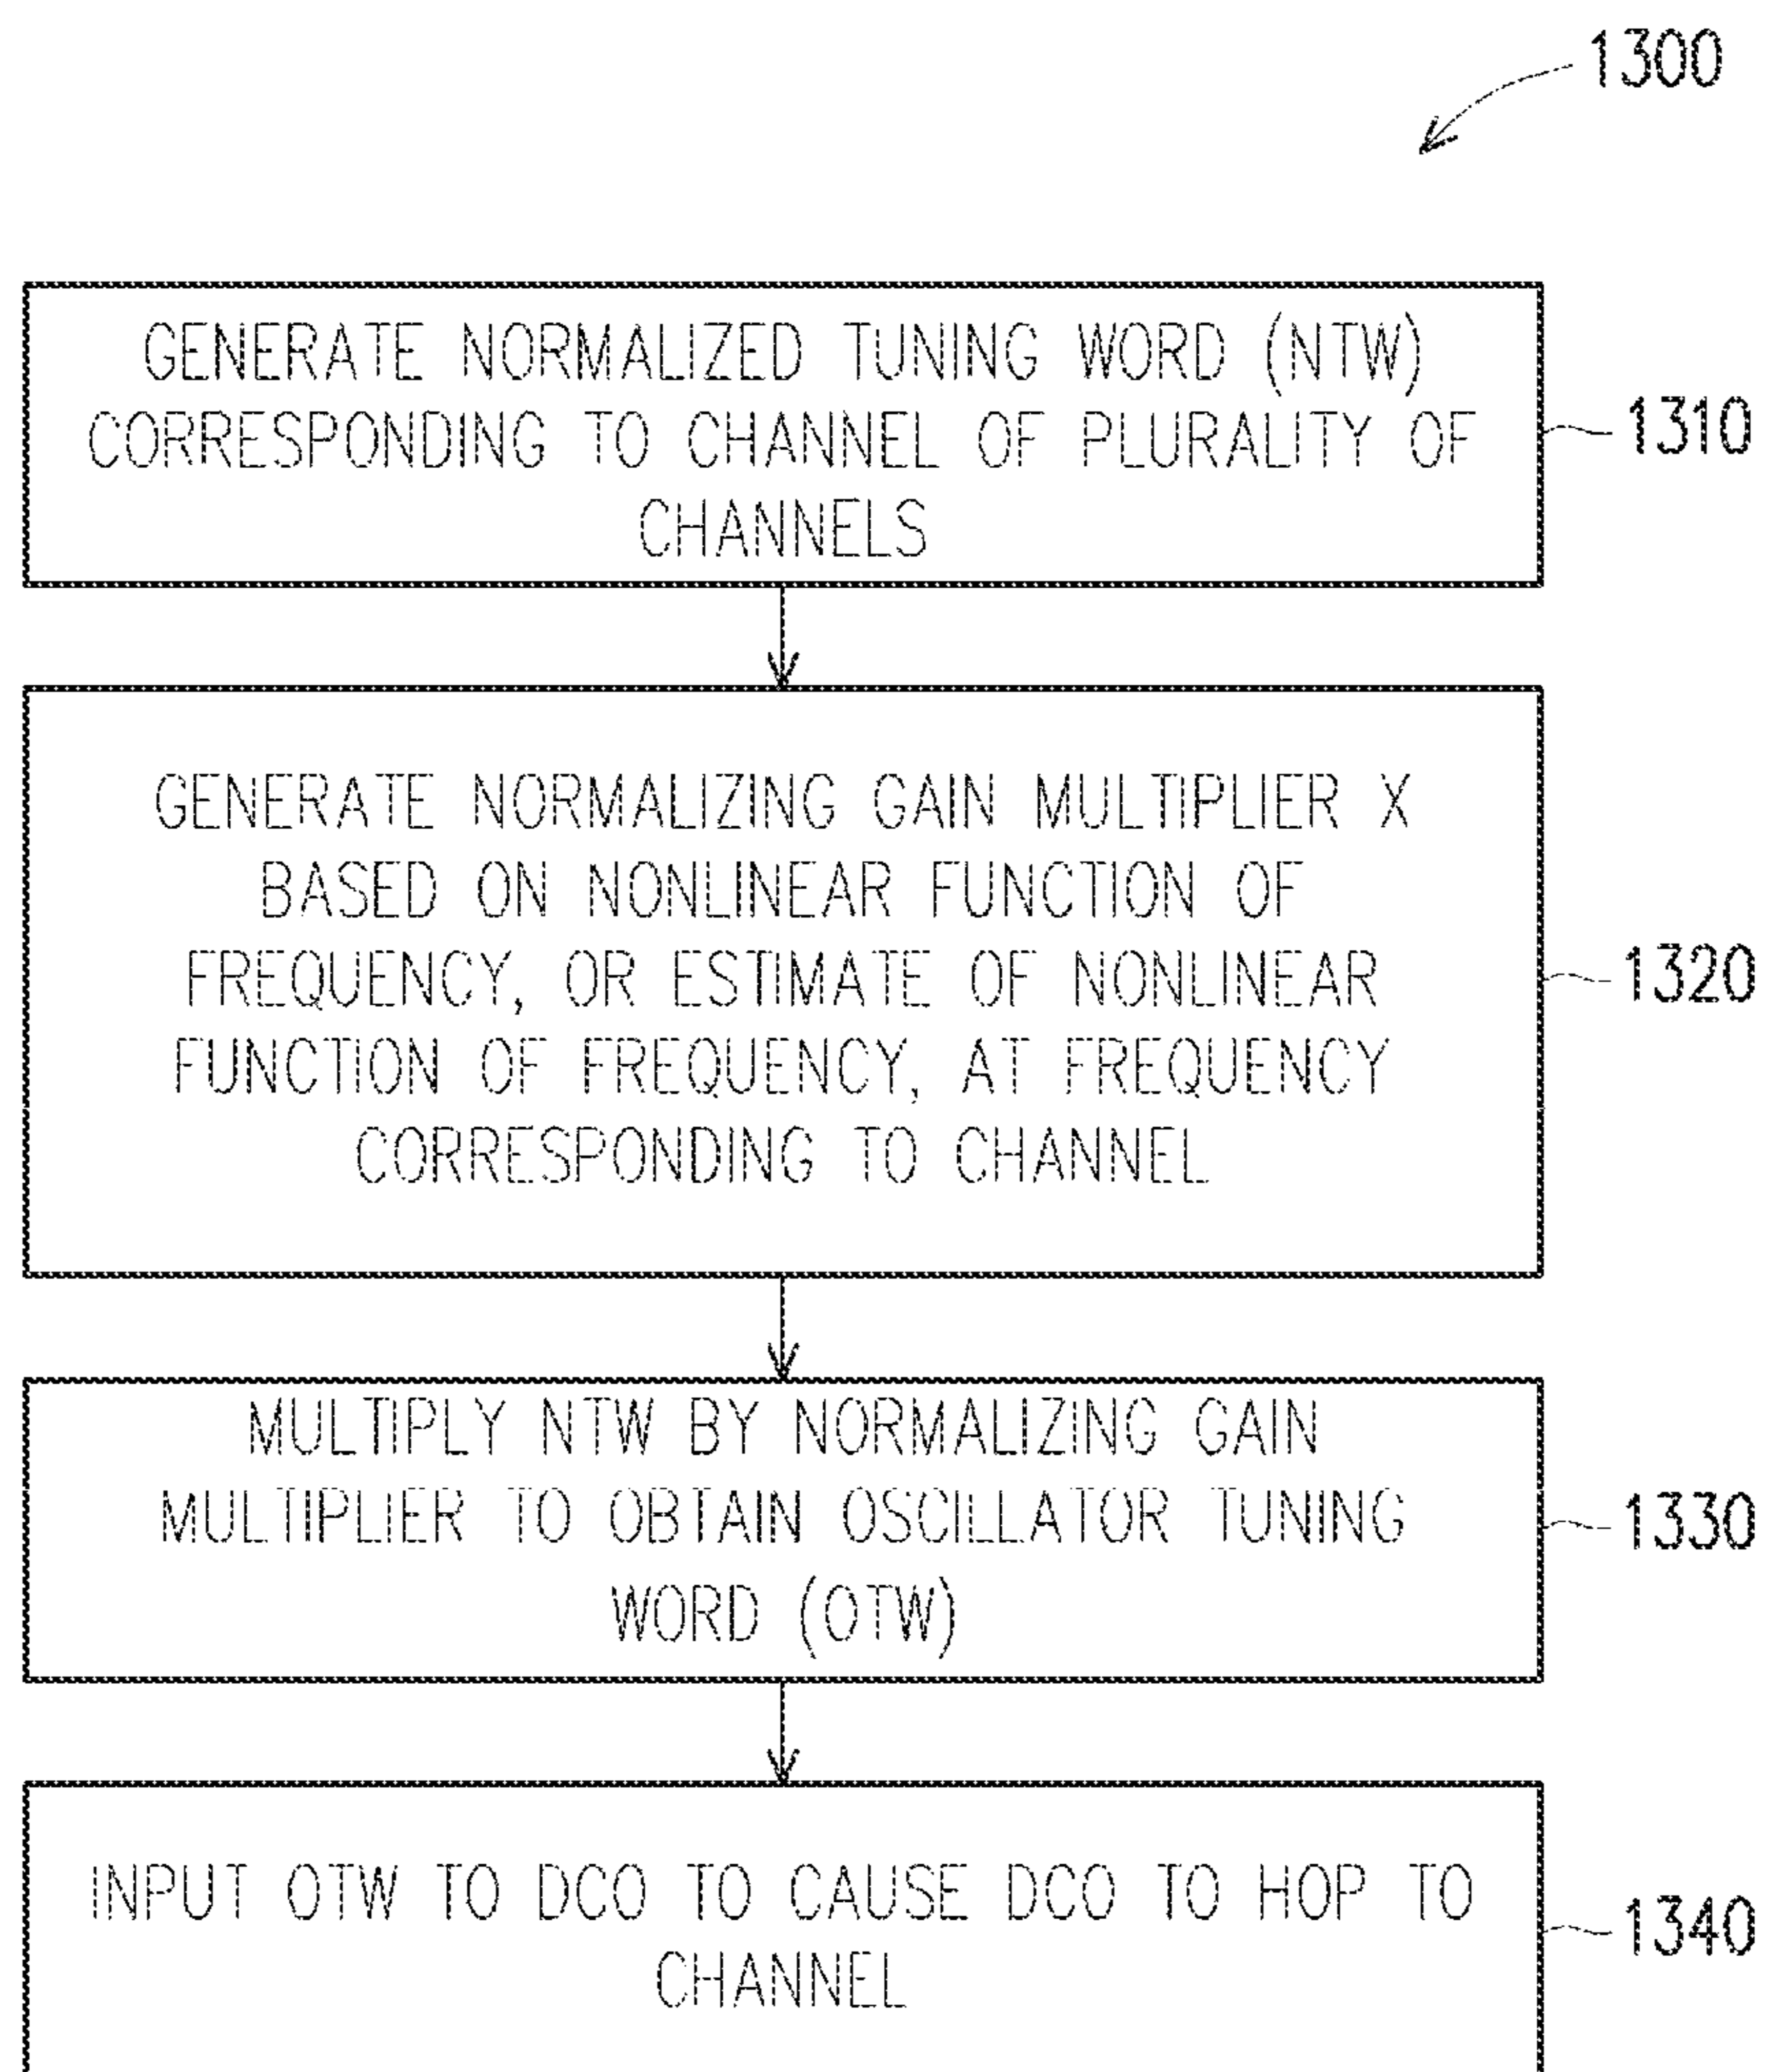 1300
GENERATE NORMALIZED TUNING WORD (NTW)
CORRESPONDING TO CHANNEL OF PLURALITY OF
CHANNELS
1310
GENERATE NORMALIZING GAIN MULTIPLIER X
BASED ON NONLINEAR FUNCTION OF
FREQUENCY, OR ESTIMATE OF NONLINEAR
FUNCTION OF FREQUENCY, AT FREQUENCY
CORRESPONDING TO CHANNEL
1320
MULTIPLY NTW BY NORMALIZING GAIN
MULTIPLIER TO OBTAIN OSCILLATOR TUNING
WORD (OTW)
1330
INPUT OTW TO DCO TO CAUSE DCO TO HOP TO
CHANNEL
1340